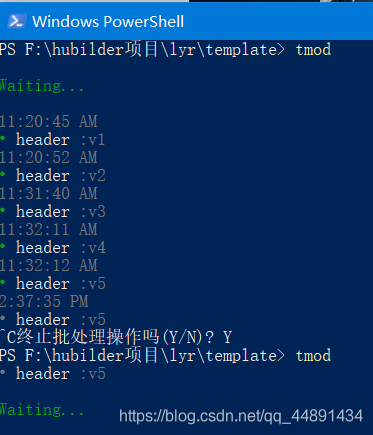 Windows PowerShell
PS F:\hubilder项目\lyr\template> tmod
Waiting...
11:20:45 AM
• header :v1
11:20:52 AM
• header :v2
11:31:40 AM
• header :v3
11:32:11 AM
• header :v4
11:32:12 AM
• header :v5
2:37:35 PM
• header :v5
^C终止批处理操作吗(Y/N)? Y
PS F:\hubilder项目\lyr\template> tmod
• header :v5
Waiting...
https://blog.csdn.net/qq_44891434